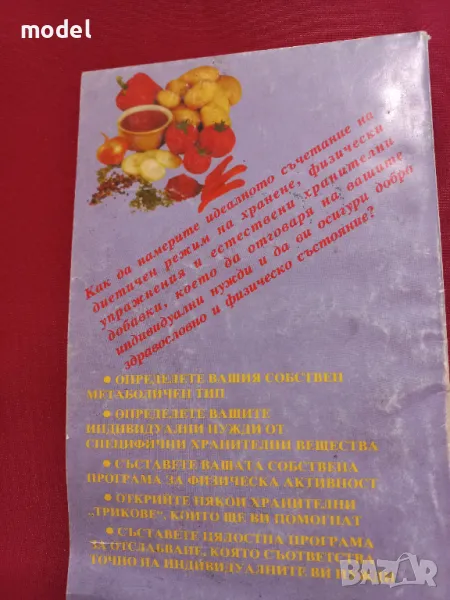 model
Как да намерите идеалното съчетание на
диетичен режим на хранене, физически
упражнения и естествени хранителни
добавки, което да отговаря на вашите
индивидуални нужди и да ви осигури добро
здравословно и физическо състояние?
• ОПРЕДЕЛЕТЕ ВАШИЯ СОБСТВЕН
МЕТАБОЛИЧЕН ТИП
• ОПРЕДЕЛЕТЕ ВАШИТЕ
ИНДИВИДУАЛНИ НУЖДИ ОТ
СПЕЦИФИЧНИ ХРАНИТЕЛНИ ВЕЩЕСТВА
• СЪСТАВЕТЕ ВАШАТА СОБСТВЕНА
ПРОГРАМА ЗА ФИЗИЧЕСКА АКТИВНОСТ
• ОТКРИЙТЕ НЯКОИ ХРАНИТЕЛНИ
„ТРИКОВЕ“, КОИТО ЩЕ ВИ ПОМОГНАТ
• СЪСТАВЕТЕ ЦЯЛОСТНА ПРОГРАМА
ЗА ОТСЛАБВАНЕ, КОЯТО СЪОТВЕТСТВА
ТОЧНО НА ИНДИВИДУАЛНИТЕ ВИ НУЖДИ
BAZAR.bg